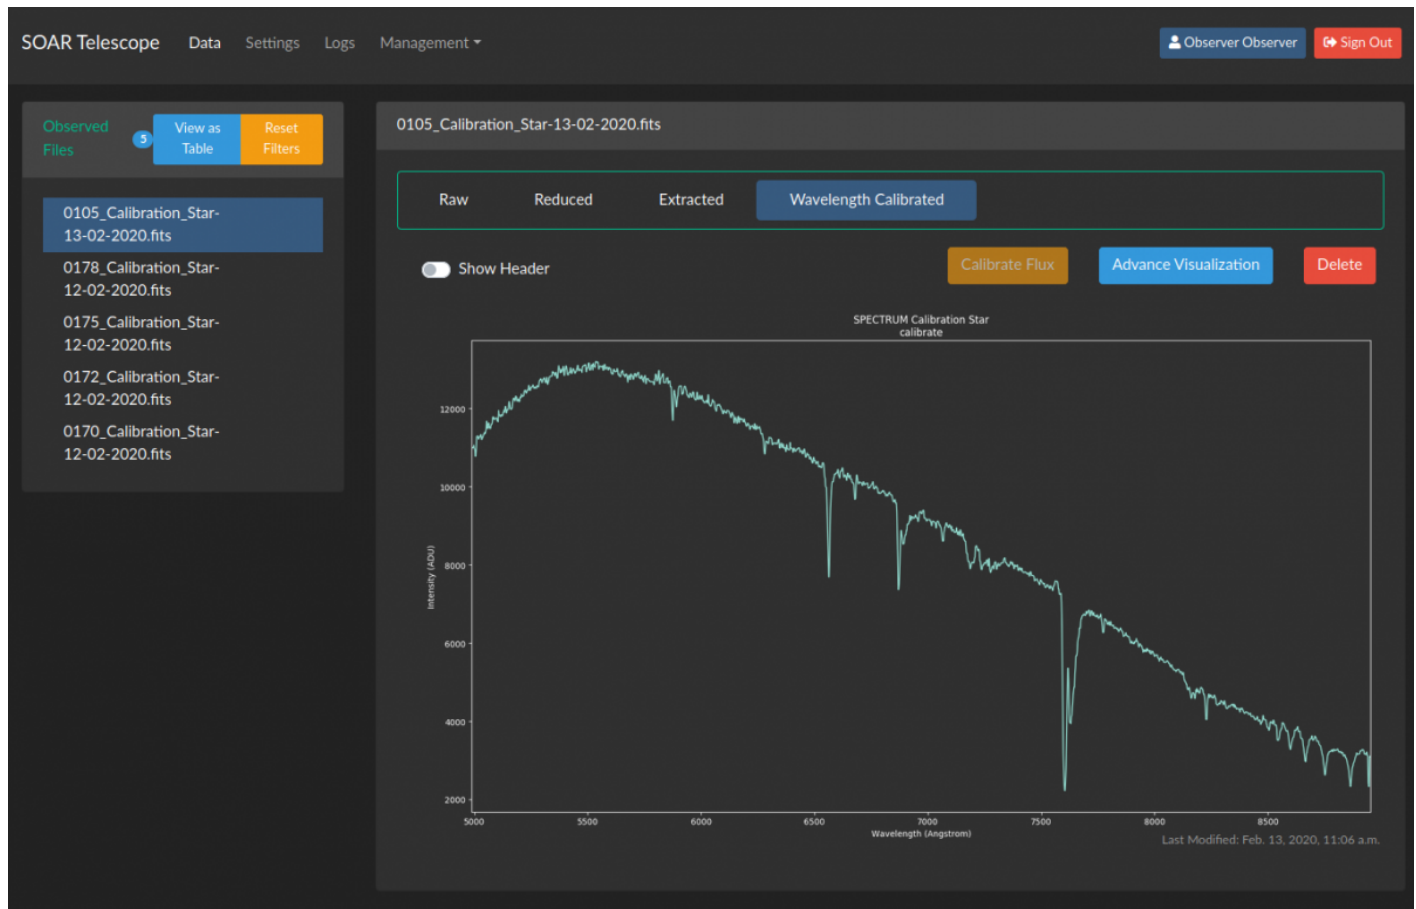 SOAR Telescope Data Settings Logs Management Observer Observer Sign Out
Observed
Files
5
View as
Table
Reset
Filters
0105_Calibration_Star-
13-02-2020.fits
0178_Calibration_Star-
12-02-2020.fits
0175_Calibration_Star-
12-02-2020.fits
0172_Calibration_Star-
12-02-2020.fits
0170_Calibration_Star-
12-02-2020.fits
0105_Calibration_Star-13-02-2020.fits
Raw Reduced Extracted Wavelength Calibrated
Show Header Calibrate Flux Advance Visualization Delete
SPECTRUM Calibration Star
calibrate
12000
10000
8000
6000
4000
2000
Intensity (ADU)
5000 5500 6000 6500 7000 7500 8000 8500
Wavelength (Angstrom)
Last Modified: Feb. 13, 2020, 11:06 a.m.